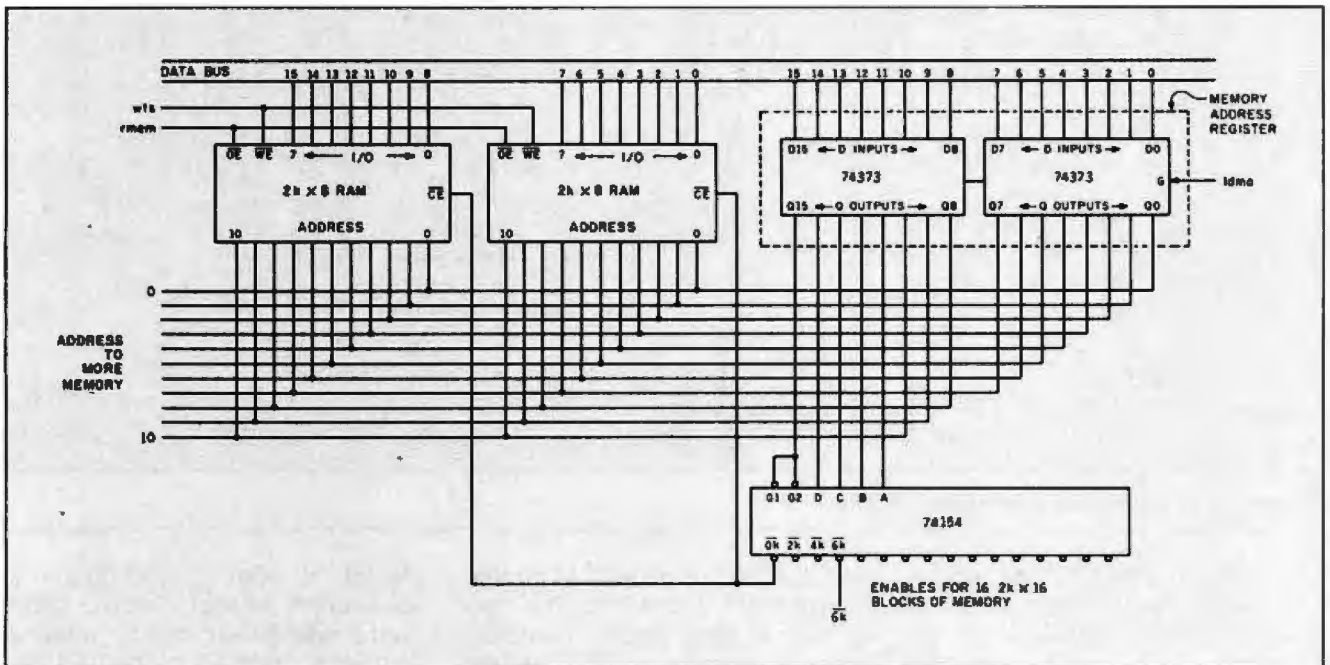 DATA BUS
15 14 13 12 11 10 9 8
7 6 5 4 3 2 1 0
15 14 13 12 11 10 9 8
7 6 5 4 3 2 1 0
wfs
rmem
OE WE 7 ← I/O → 0
2k x 8 RAM
CE
ADDRESS
10 0
OE WE 7 ← I/O → 0
2k x 8 RAM
CE
ADDRESS
10 0
D15 ← D INPUTS → D8
74373
Q15 ← Q OUTPUTS → Q8
D7 ← D INPUTS → D0
74373
G
Q7 ← Q OUTPUTS → Q0
MEMORY
ADDRESS
REGISTER
ldma
0
ADDRESS
TO
MORE
MEMORY
10
G1 G2 D C B A
74154
0k 2k 4k 6k
6k
ENABLES FOR 16 2k x 16
BLOCKS OF MEMORY